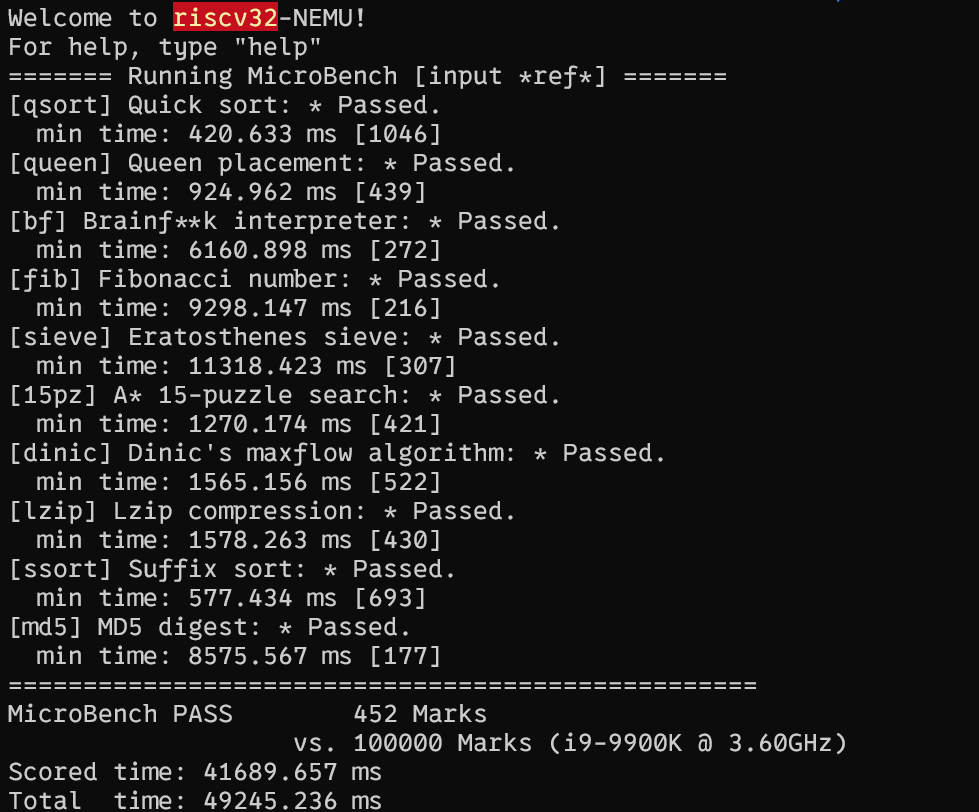 Welcome to riscv32-NEMU!
For help, type "help"
======= Running MicroBench [input *ref*] =======
[qsort] Quick sort: * Passed.
  min time: 420.633 ms [1046]
[queen] Queen placement: * Passed.
  min time: 924.962 ms [439]
[bf] Brainf**k interpreter: * Passed.
  min time: 6160.898 ms [272]
[fib] Fibonacci number: * Passed.
  min time: 9298.147 ms [216]
[sieve] Eratosthenes sieve: * Passed.
  min time: 11318.423 ms [307]
[15pz] A* 15-puzzle search: * Passed.
  min time: 1270.174 ms [421]
[dinic] Dinic's maxflow algorithm: * Passed.
  min time: 1565.156 ms [522]
[lzip] Lzip compression: * Passed.
  min time: 1578.263 ms [430]
[ssort] Suffix sort: * Passed.
  min time: 577.434 ms [693]
[md5] MD5 digest: * Passed.
  min time: 8575.567 ms [177]
==================================================
MicroBench PASS        452 Marks
                   vs. 100000 Marks (i9-9900K @ 3.60GHz)
Scored time: 41689.657 ms
Total  time: 49245.236 ms